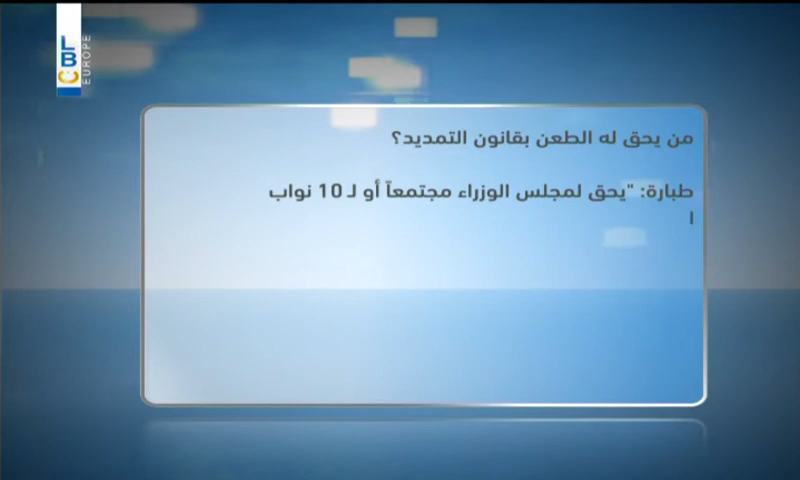 LBC
EUROPE
من يحق له الطعن بقانون التمديد؟
طبارة: "يحق لمجلس الوزراء مجتمعاً أو لـ 10 نواب
ا